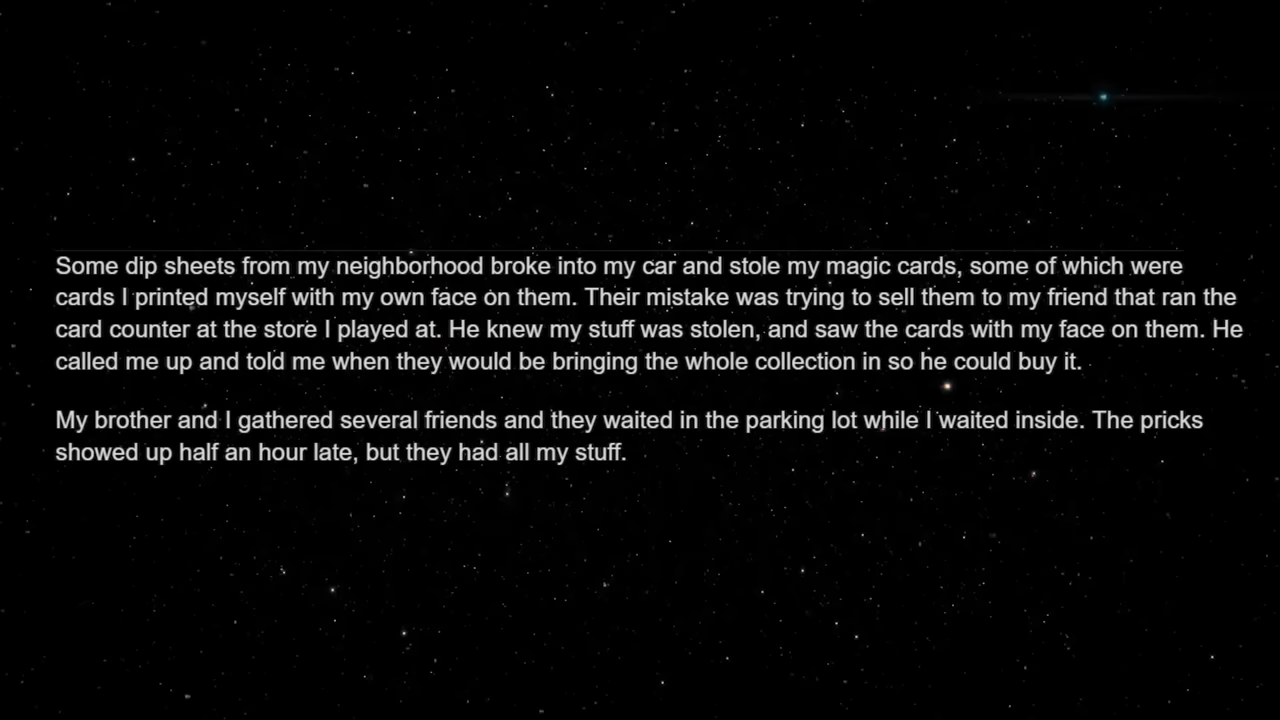 Some dip sheets from my neighborhood broke into my car and stole my magic cards, some of which were
cards I printed myself with my own face on them. Their mistake was trying to sell them to my friend that ran the
card counter at the store I played at. He knew my stuff was stolen, and saw the cards with my face on them. He
called me up and told me when they would be bringing the whole collection in so he could buy it.
My brother and I gathered several friends and they waited in the parking lot while I waited inside. The pricks
showed up half an hour late, but they had all my stuff.